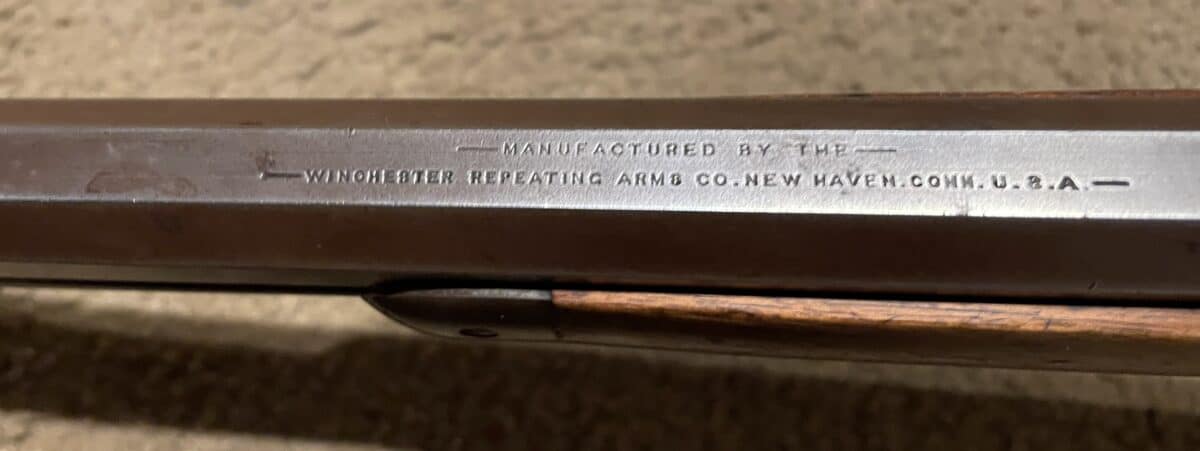 — MANUFACTURED BY THE —
— WINCHESTER REPEATING ARMS CO. NEW HAVEN. CONN. U. S. A. —